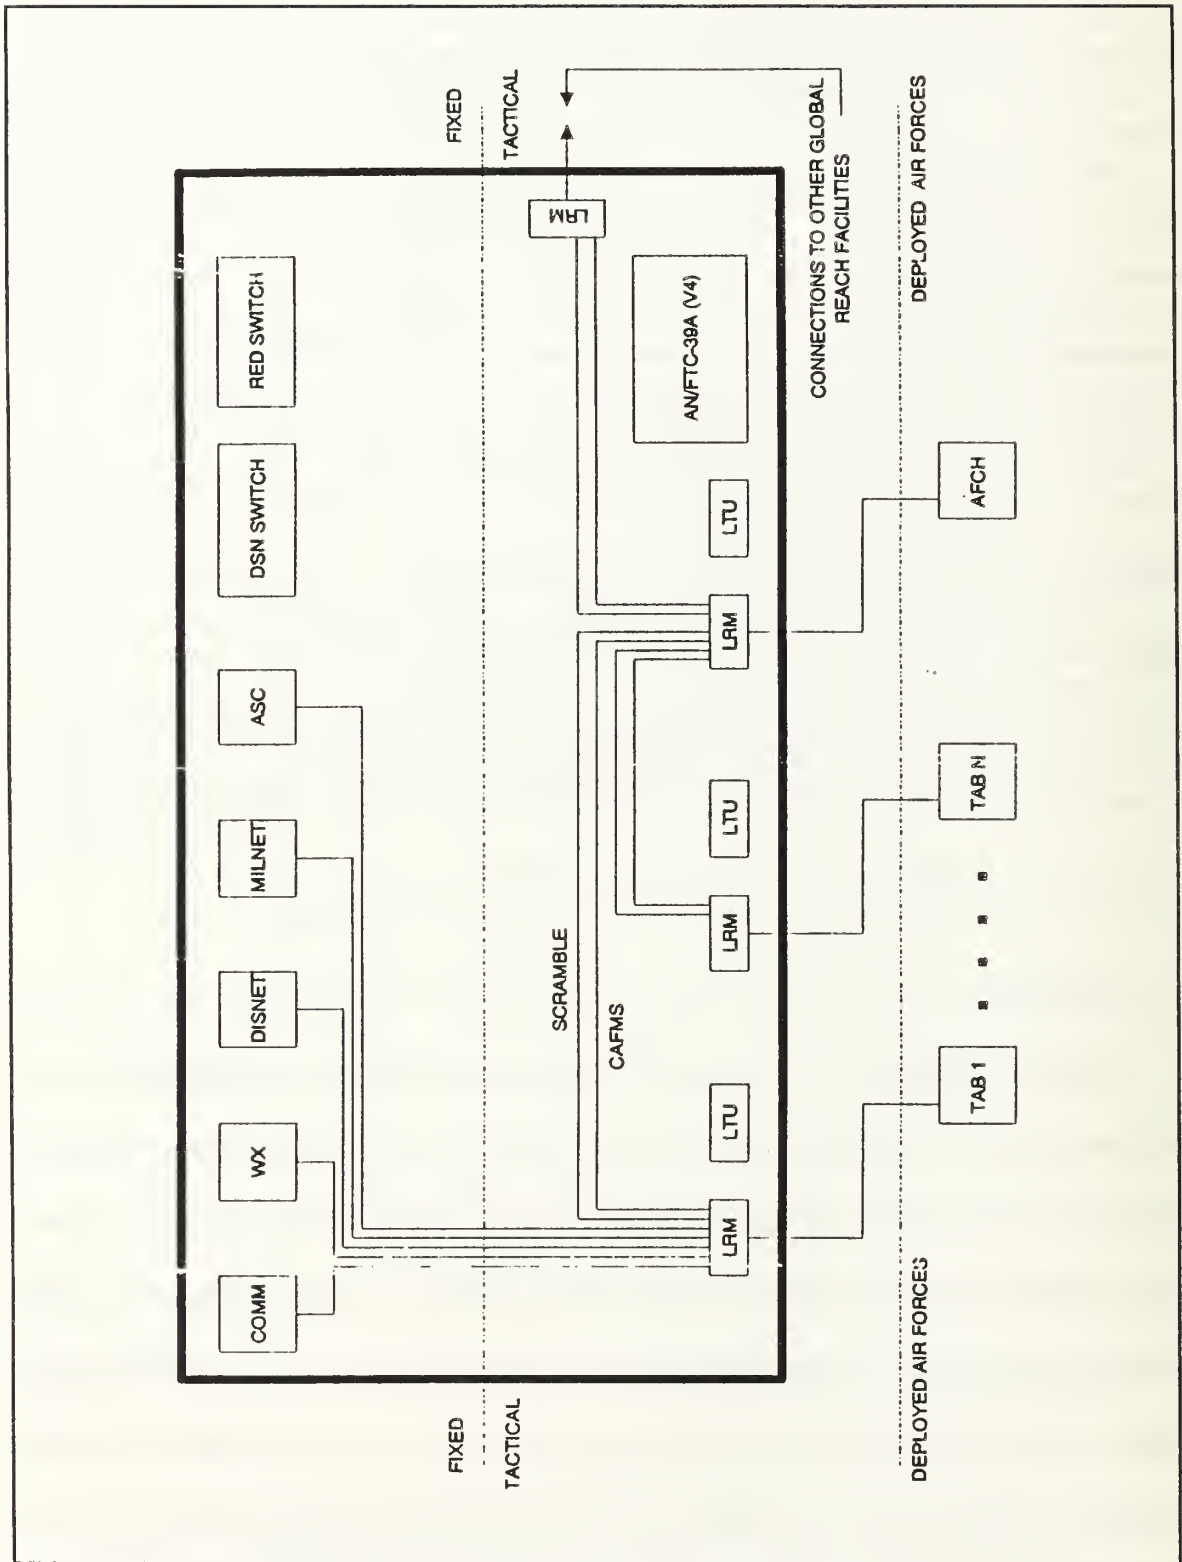 FIXED
FIXED
TACTICAL
TACTICAL
COMM
WX
DISNET
MILNET
ASC
DSN SWITCH
RED SWITCH
LRM
SCRAMBLE
CAFMS
LRM
LTU
LRM
LTU
LRM
LTU
AN/FTC-39A (V4)
CONNECTIONS TO OTHER GLOBAL
REACH FACILITIES
DEPLOYED AIR FORCES
DEPLOYED AIR FORCES
TAB 1
TAB N
AFCH